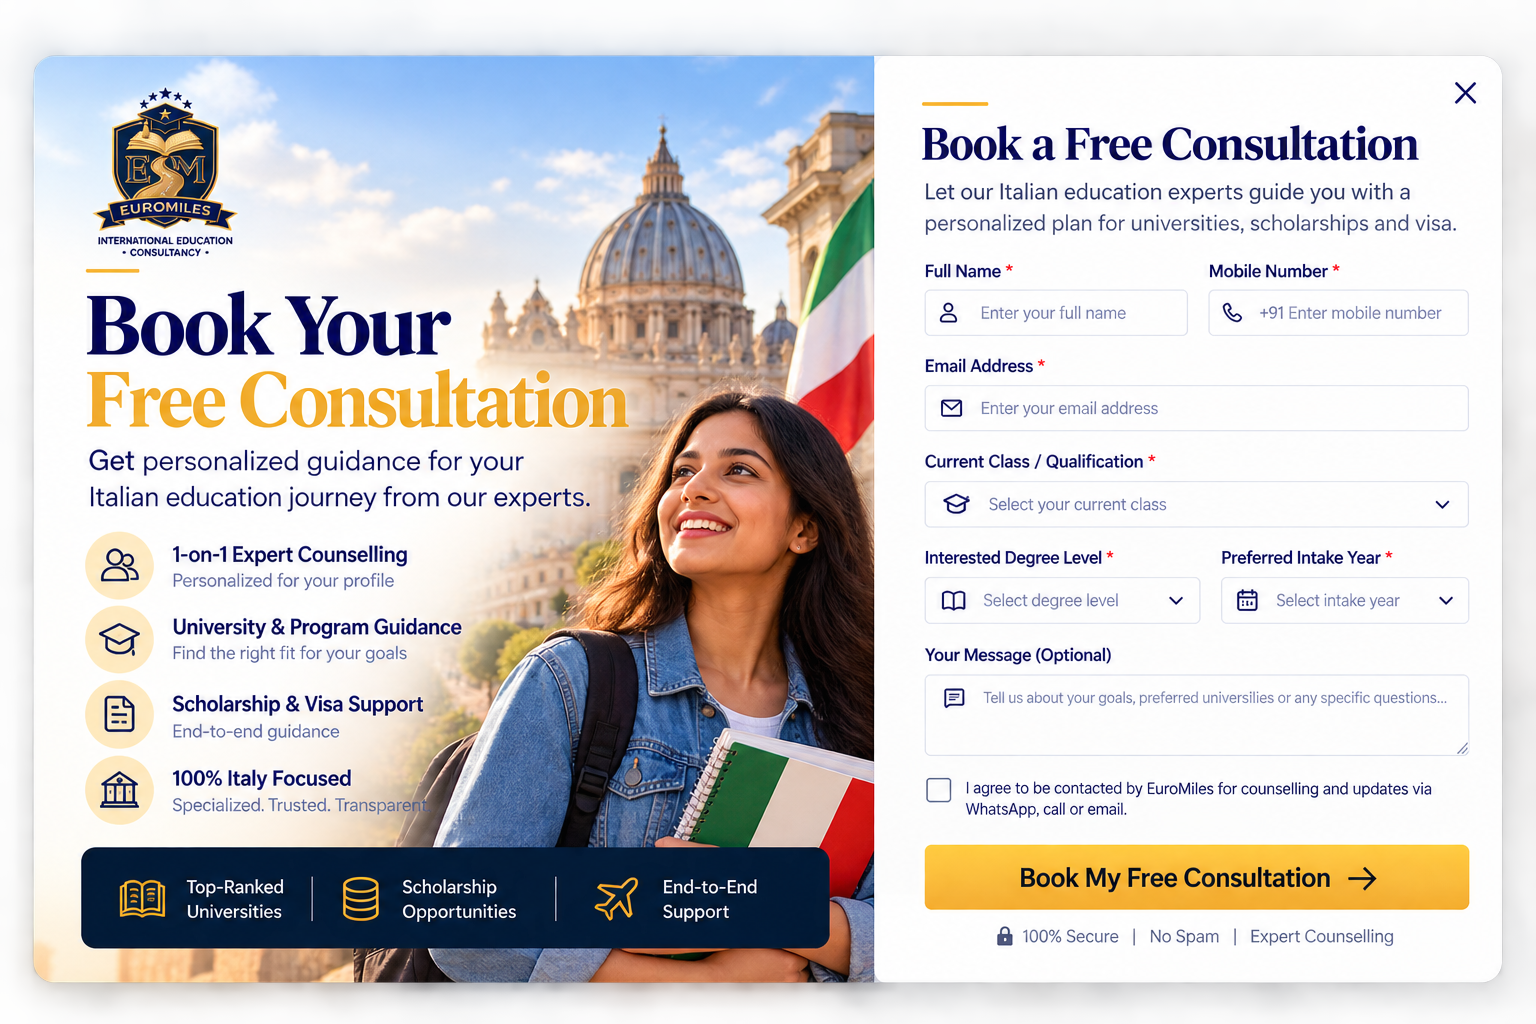 ESM
EUROMILES
INTERNATIONAL EDUCATION
• CONSULTANCY •
Book Your
Free Consultation
Get personalized guidance for your
Italian education journey from our experts.
1-on-1 Expert Counselling
Personalized for your profile
University & Program Guidance
Find the right fit for your goals
Scholarship & Visa Support
End-to-end guidance
100% Italy Focused
Specialized. Trusted. Transparent
Top-Ranked
Universities
Scholarship
Opportunities
End-to-End
Support
Book a Free Consultation
Let our Italian education experts guide you with a
personalized plan for universities, scholarships and visa.
Full Name *
Mobile Number *
Enter your full name
+91 Enter mobile number
Email Address *
Enter your email address
Current Class / Qualification *
Select your current class
Interested Degree Level *
Preferred Intake Year *
Select degree level
Select intake year
Your Message (Optional)
Tell us about your goals, preferred universilies or any specific questions...
I agree to be contacted by EuroMiles for counselling and updates via
WhatsApp, call or email.
Book My Free Consultation →
100% Secure | No Spam | Expert Counselling